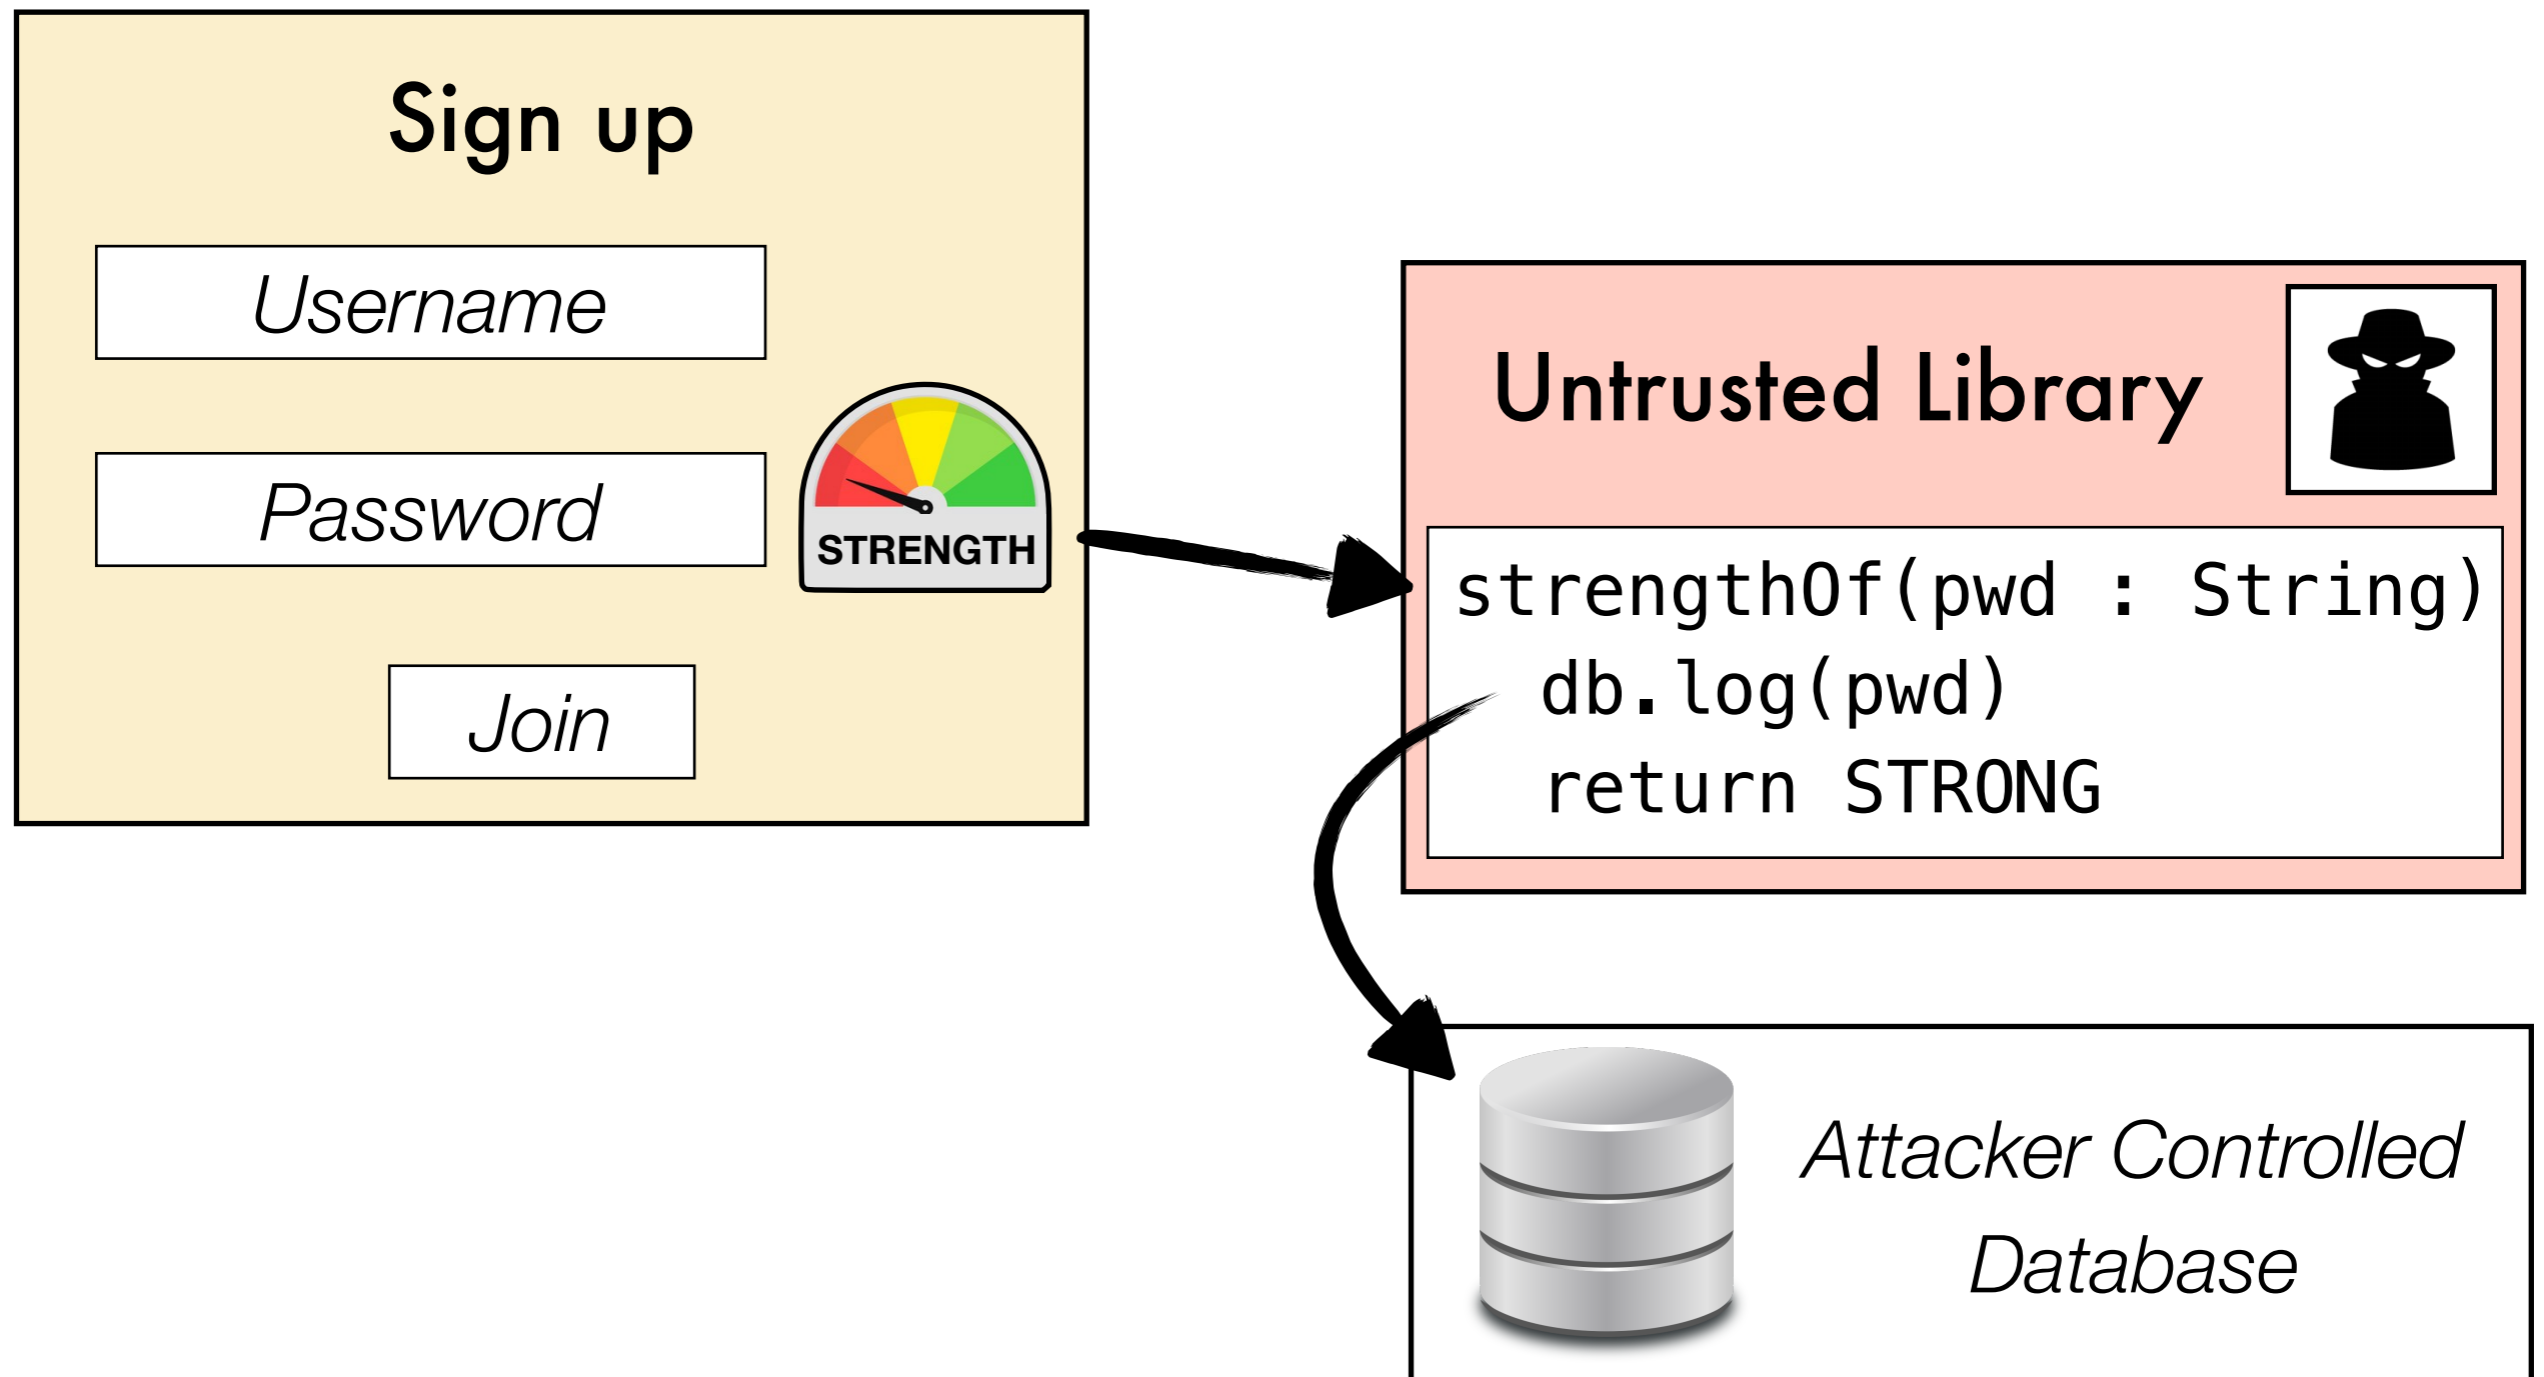 Sign up
Username
Password
STRENGTH
Join
Untrusted Library
strengthOf(pwd : String)
db.log(pwd)
return STRONG
Attacker Controlled
Database